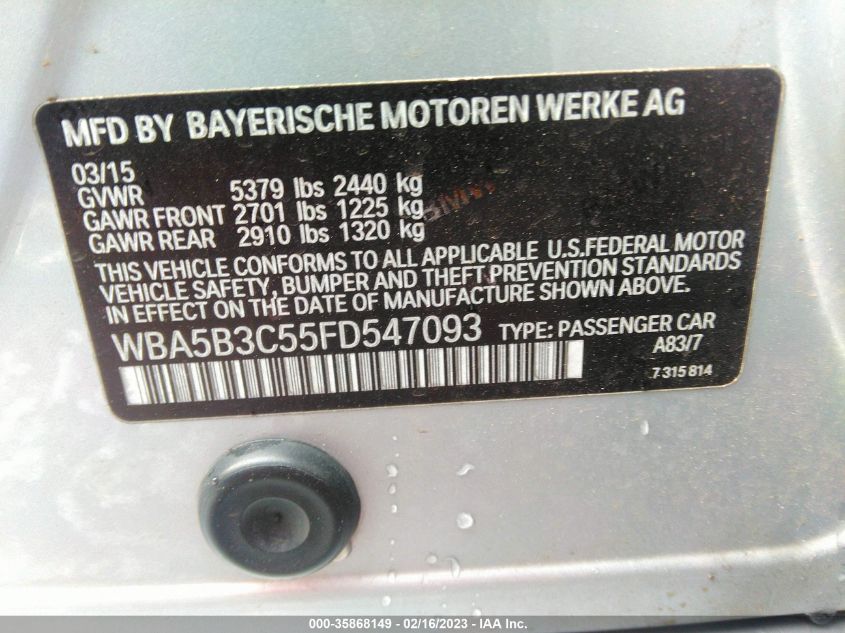 MFD BY BAYERISCHE MOTOREN WERKE AG
03/15
GVWR 5379 lbs 2440 kg
GAWR FRONT 2701 lbs 1225 kg
GAWR REAR 2910 lbs 1320 kg
THIS VEHICLE CONFORMS TO ALL APPLICABLE U.S.FEDERAL MOTOR
VEHICLE SAFETY, BUMPER AND THEFT PREVENTION STANDARDS
IN EFFECT ON THE DATE OF MANUFACTURE SHOWN ABOVE.
WBA5B3C55FD547093 TYPE: PASSENGER CAR
A83/7
7 315 814
000-35868149 - 02/16/2023 - IAA Inc.